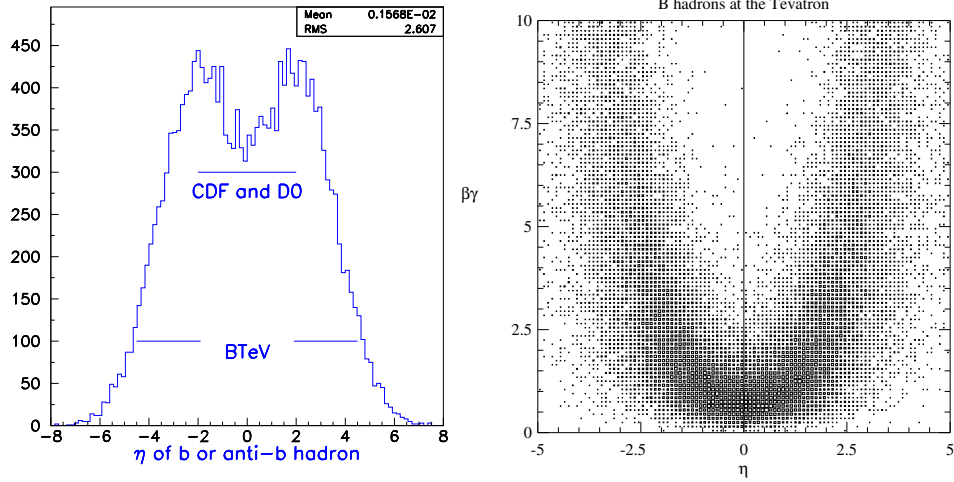 Mean 0.1568E-02
RMS 2.607
450
400
350
300
250
200
150
100
50
0
CDF and D0
BTeV
−8 −6 −4 −2 0 2 4 6 8
η of b or anti−b hadron
B hadrons at the Tevatron
10
7.5
5
2.5
0
βγ
-5 -2.5 0 2.5 5
η